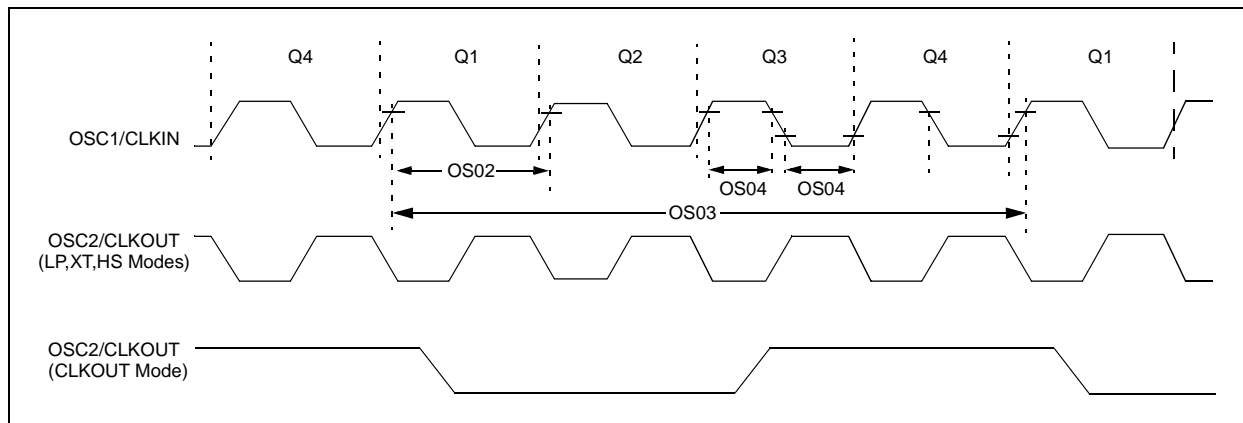 Q4 Q1 Q2 Q3 Q4 Q1
OSC1/CLKIN
OS02
OS04 OS04
OS03
OSC2/CLKOUT
(LP,XT,HS Modes)
OSC2/CLKOUT
(CLKOUT Mode)